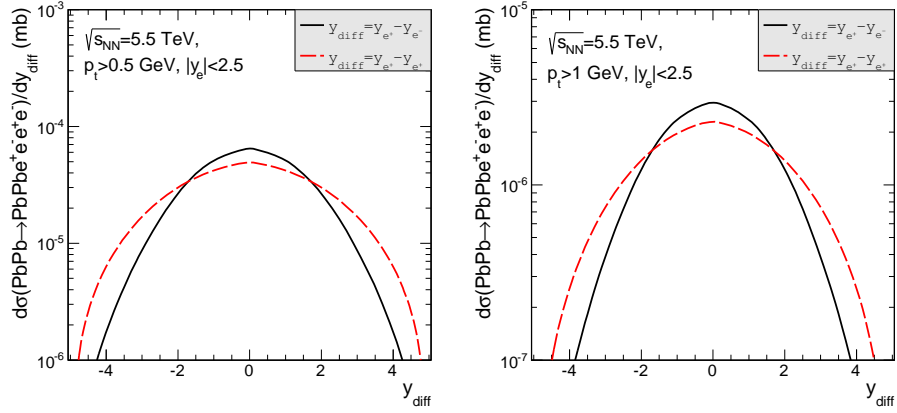 dσ(PbPb→PbPbe⁺e⁻e⁺e⁻)/dy_diff (mb)
10⁻³
10⁻⁴
10⁻⁵
10⁻⁶
√s_NN=5.5 TeV,
p_t>0.5 GeV, |y_e|<2.5
y_diff=y_e⁺-y_e⁻
y_diff=y_e⁺-y_e⁺
-4 -2 0 2 4
y_diff
dσ(PbPb→PbPbe⁺e⁻e⁺e⁻)/dy_diff (mb)
10⁻⁵
10⁻⁶
10⁻⁷
√s_NN=5.5 TeV,
p_t>1 GeV, |y_e|<2.5
y_diff=y_e⁺-y_e⁻
y_diff=y_e⁺-y_e⁺
-4 -2 0 2 4
y_diff